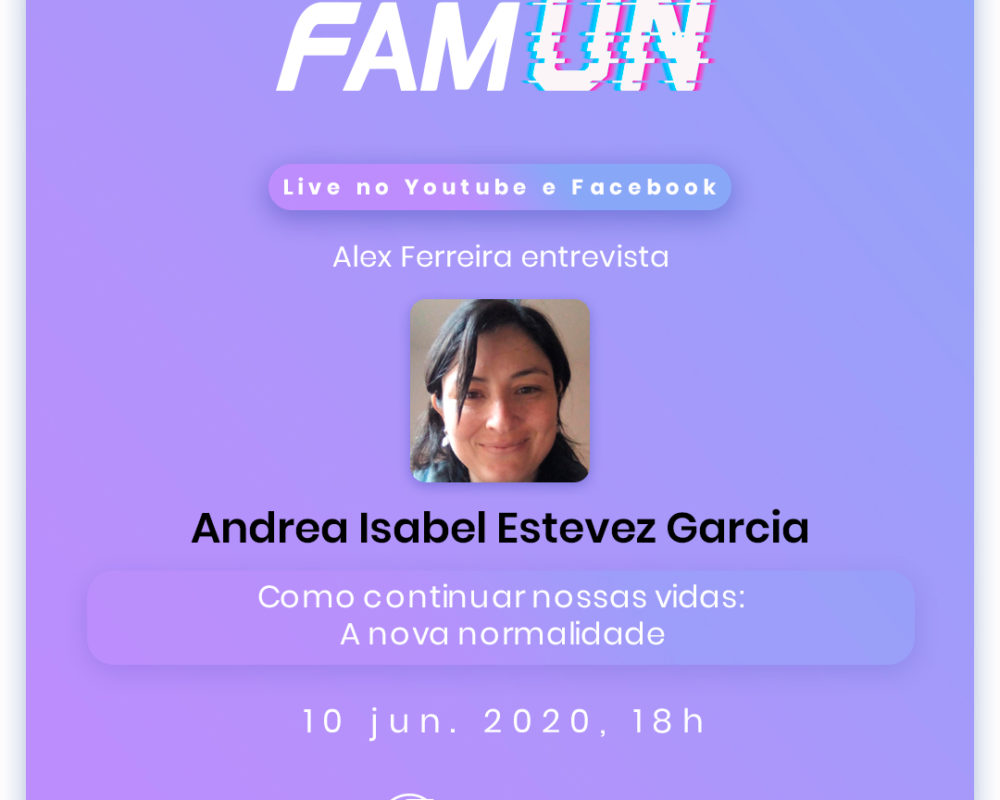 FAMUN
Live no Youtube e Facebook
Alex Ferreira entrevista
Andrea Isabel Estevez Garcia
Como continuar nossas vidas:
A nova normalidade
10 jun. 2020, 18h